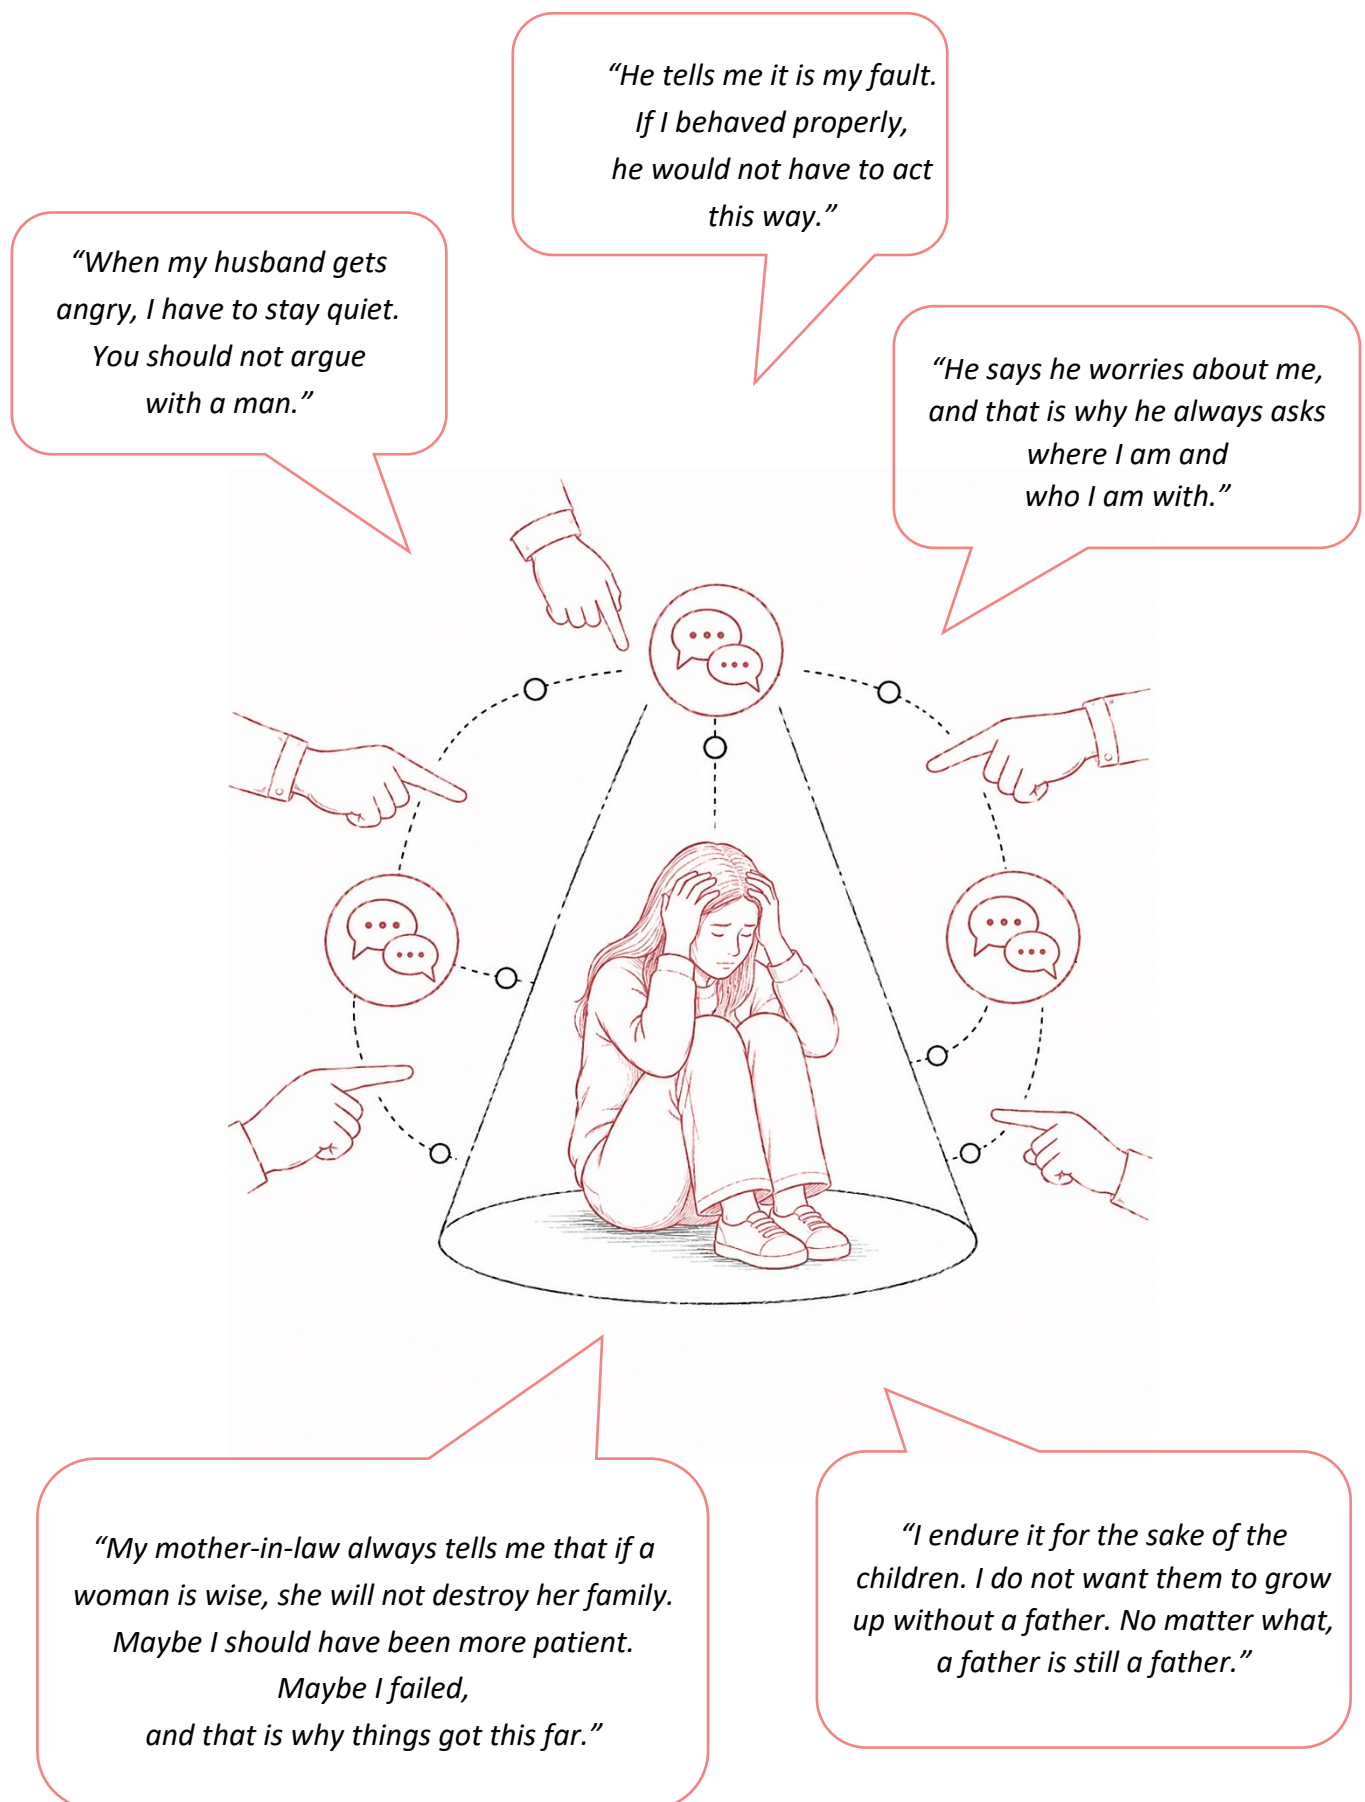 “He tells me it is my fault.
If I behaved properly,
he would not have to act
this way.”
“When my husband gets
angry, I have to stay quiet.
You should not argue
with a man.”
“He says he worries about me,
and that is why he always asks
where I am and
who I am with.”
“My mother-in-law always tells me that if a
woman is wise, she will not destroy her family.
Maybe I should have been more patient.
Maybe I failed,
and that is why things got this far.”
“I endure it for the sake of the
children. I do not want them to grow
up without a father. No matter what,
a father is still a father.”